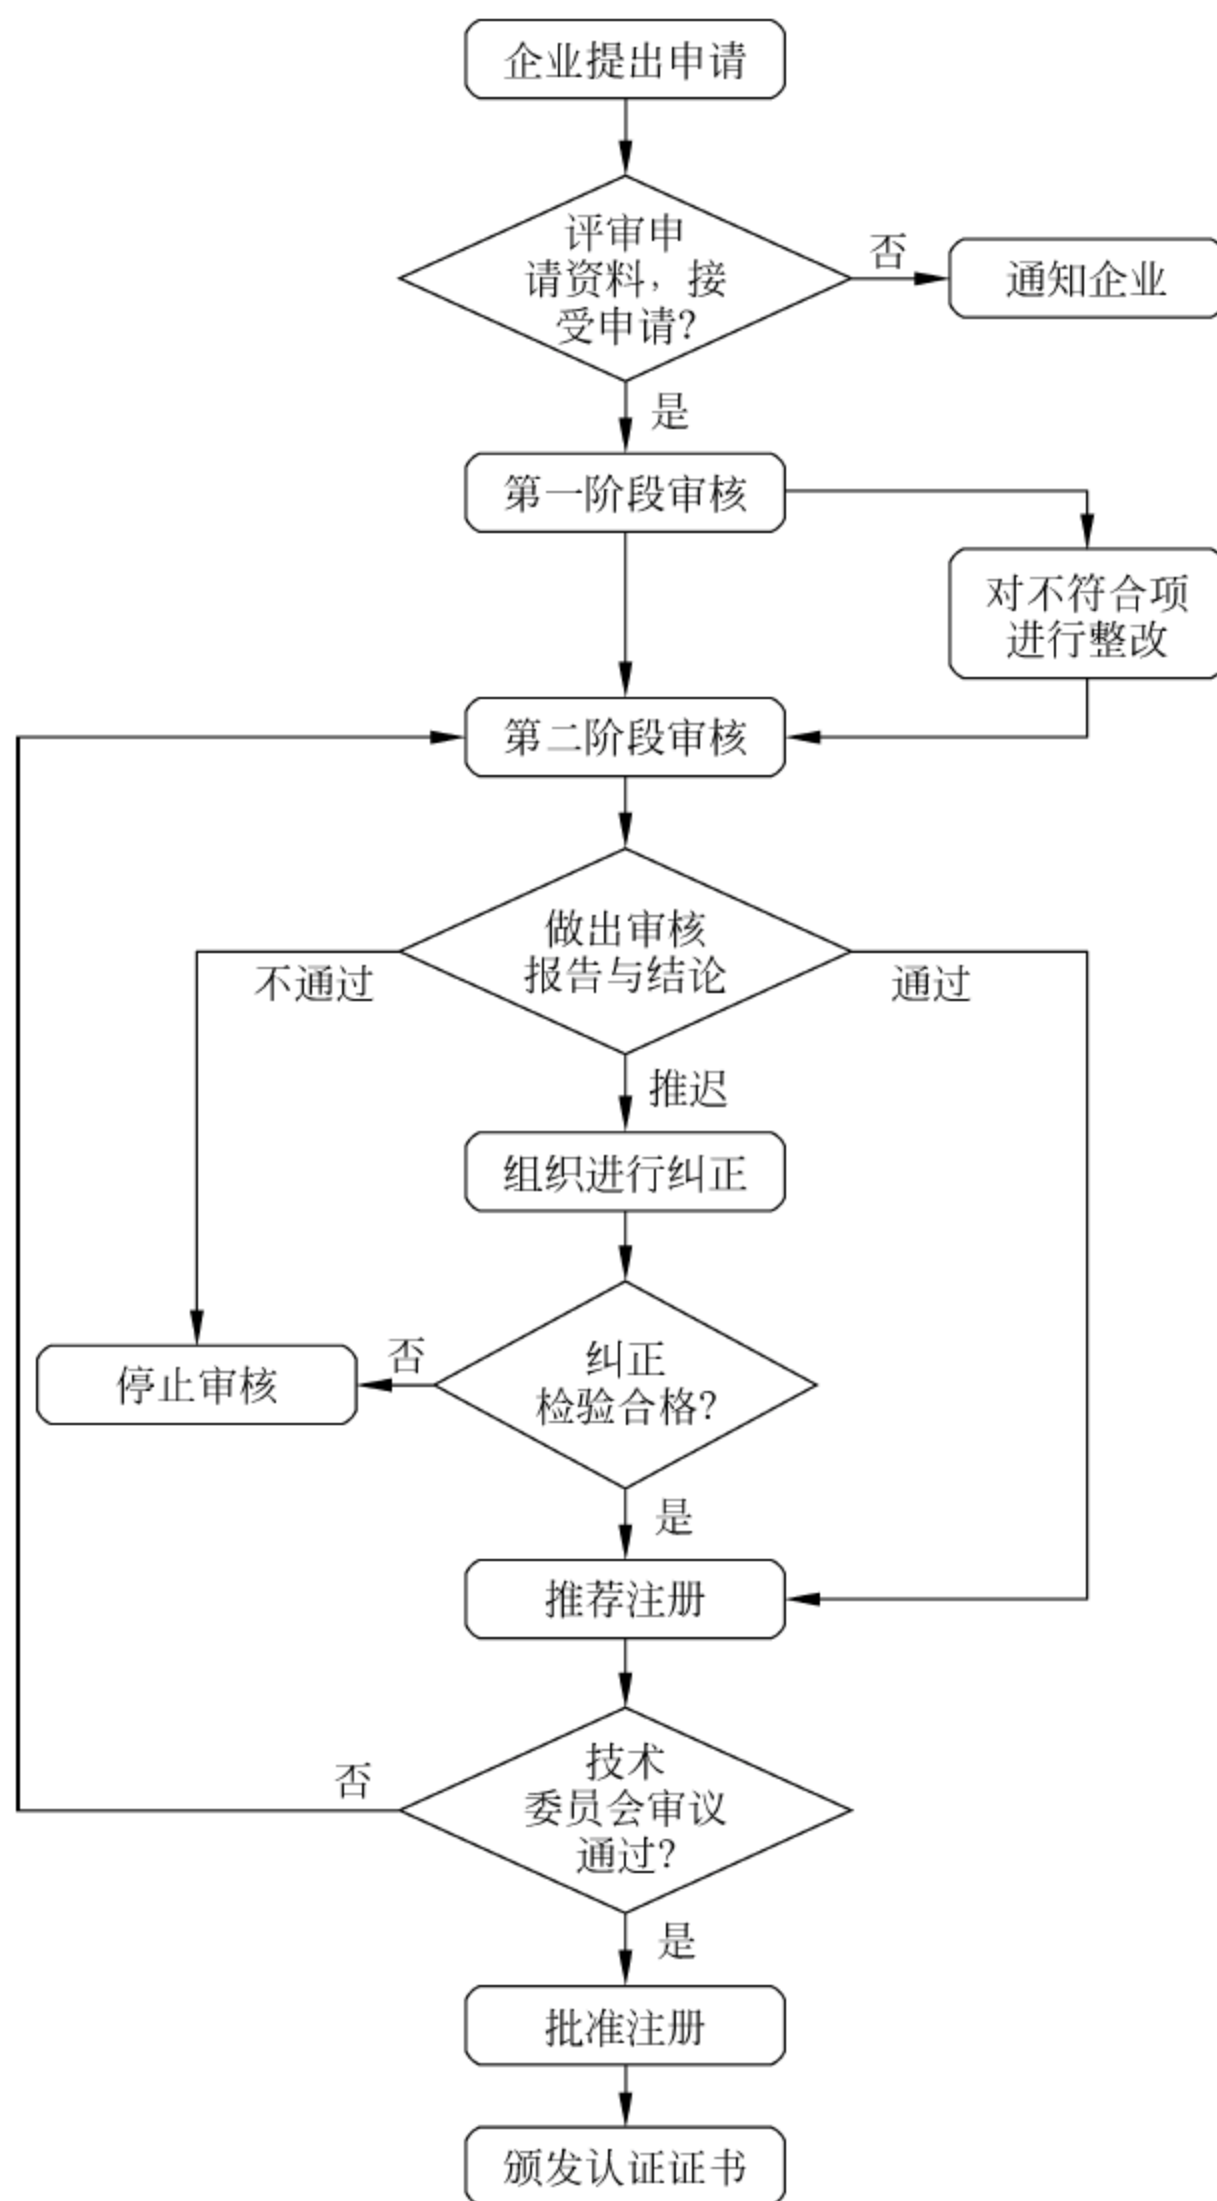 企业提出申请
评审申
请资料，接
受申请?
否
通知企业
是
第一阶段审核
对不符合项
进行整改
第二阶段审核
做出审核
报告与结论
不通过
通过
推迟
组织进行纠正
纠正
检验合格?
否
停止审核
是
推荐注册
技术
委员会审议
通过?
否
是
批准注册
颁发认证证书